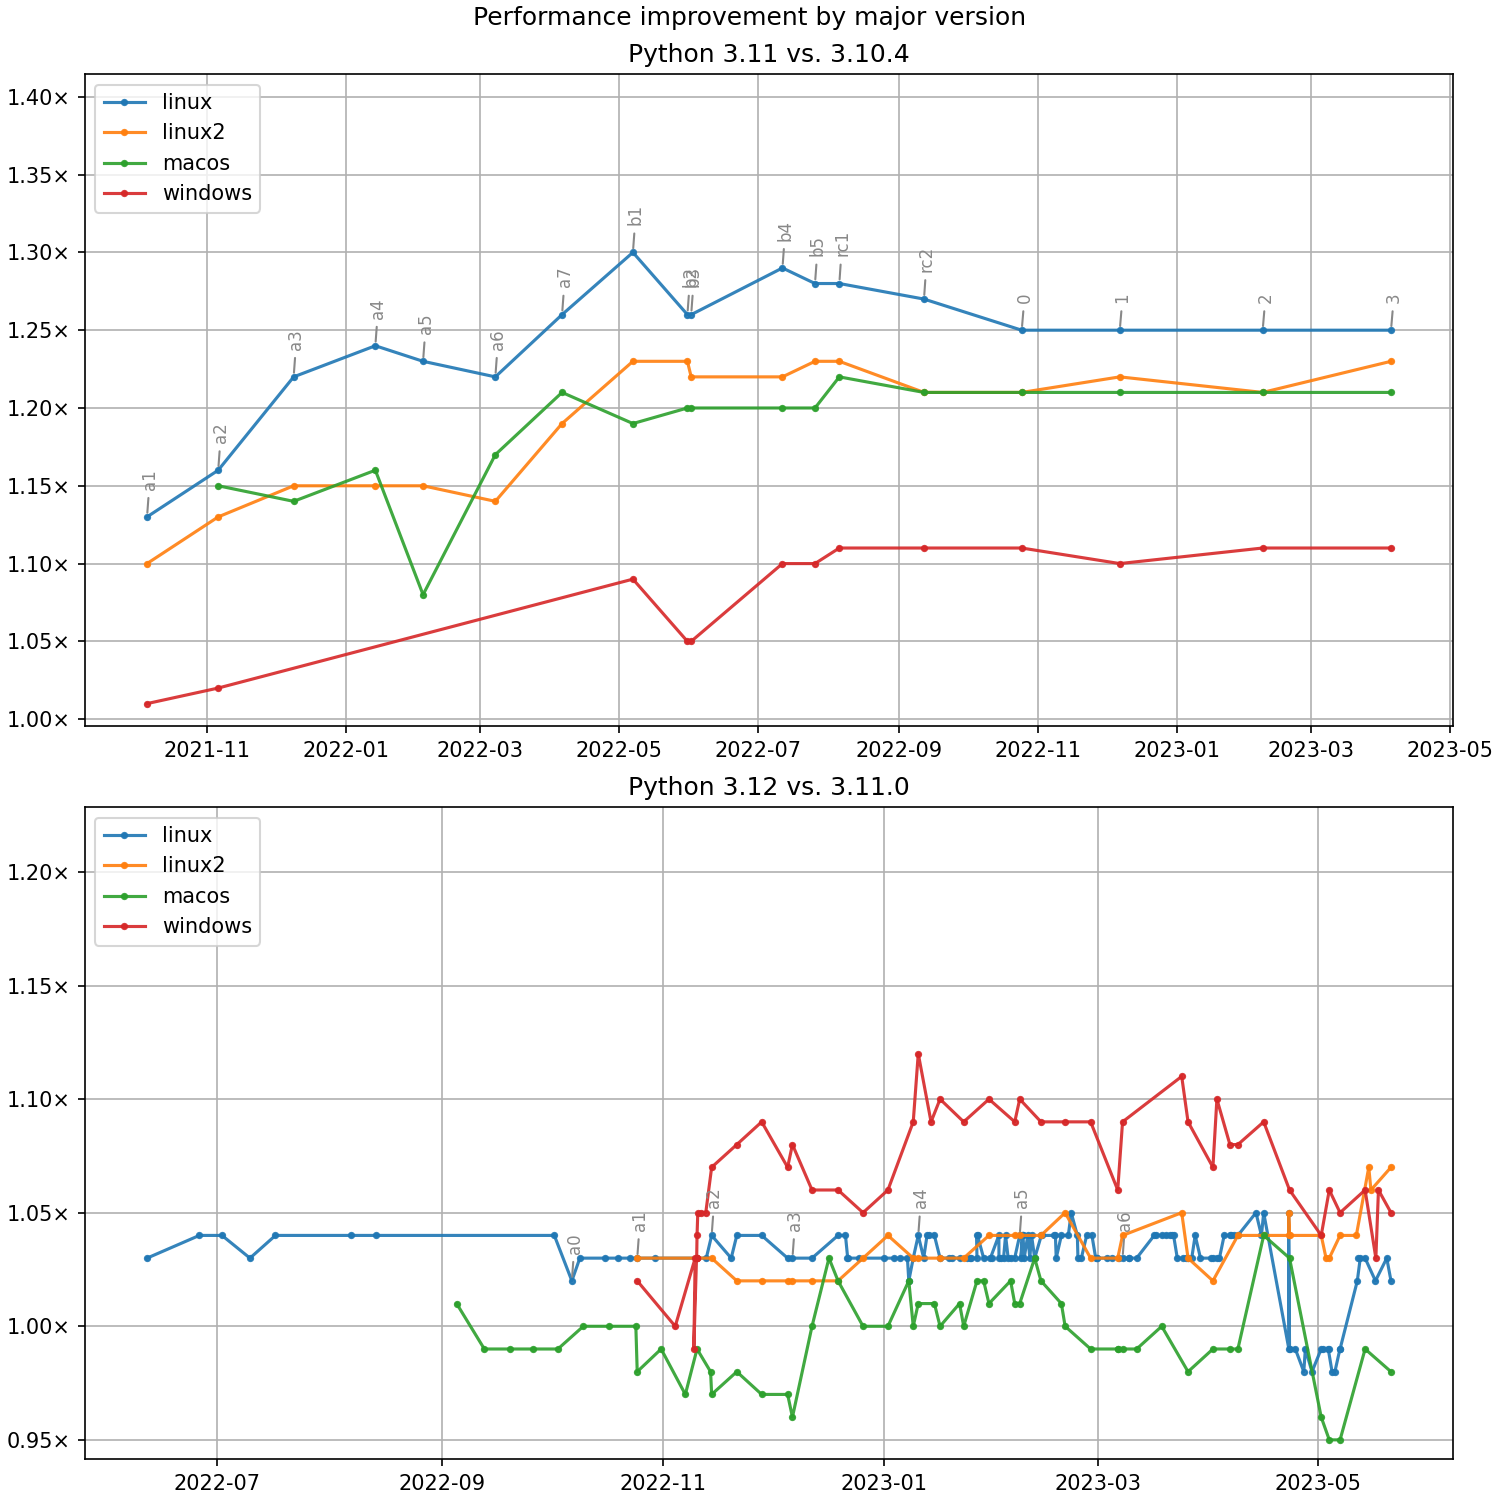 Performance improvement by major version
Python 3.11 vs. 3.10.4
1.40×
1.35×
1.30×
1.25×
1.20×
1.15×
1.10×
1.05×
1.00×
linux
linux2
macos
windows
a1
a2
a3
a4
a5
a6
a7
b1
b4
b5
rc1
rc2
0
1
2
3
2021-11 2022-01 2022-03 2022-05 2022-07 2022-09 2022-11 2023-01 2023-03 2023-05
Python 3.12 vs. 3.11.0
1.20×
1.15×
1.10×
1.05×
1.00×
0.95×
linux
linux2
macos
windows
a0
a1
a2
a3
a4
a5
a6
2022-07 2022-09 2022-11 2023-01 2023-03 2023-05